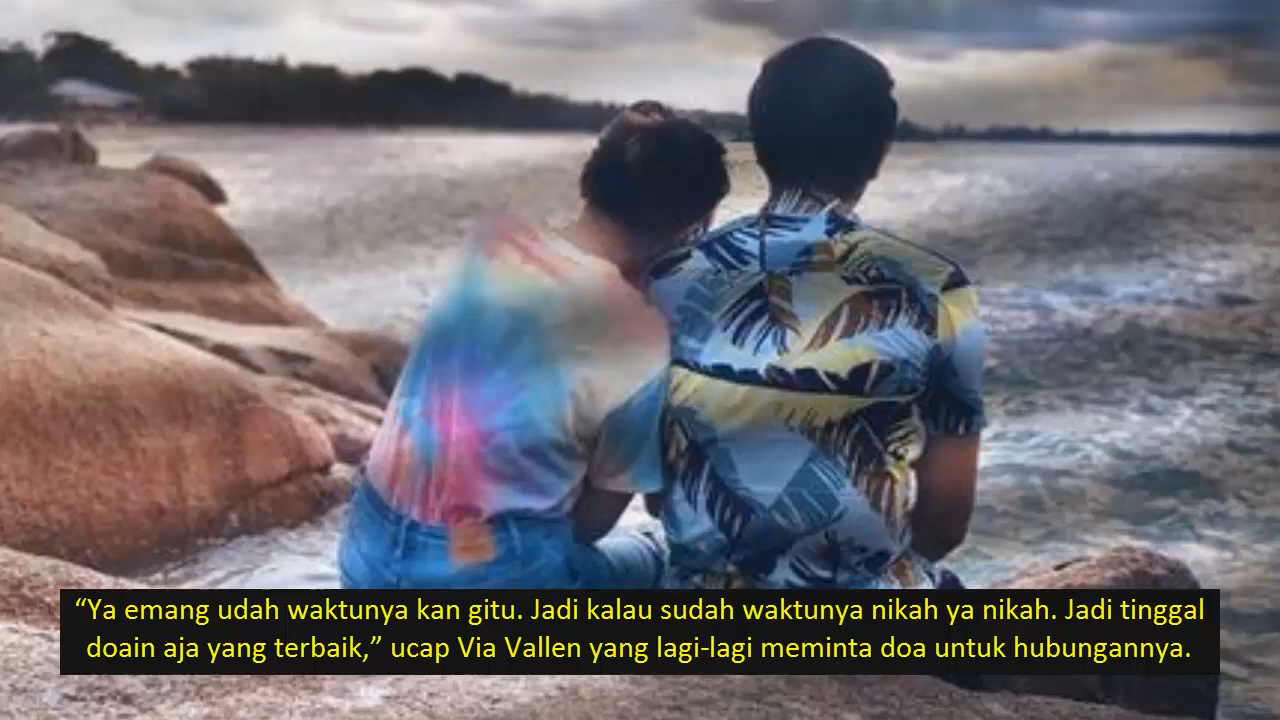 “Ya emang udah waktunya kan gitu. Jadi kalau sudah waktunya nikah ya nikah. Jadi tinggal
doain aja yang terbaik,” ucap Via Vallen yang lagi-lagi meminta doa untuk hubungannya.